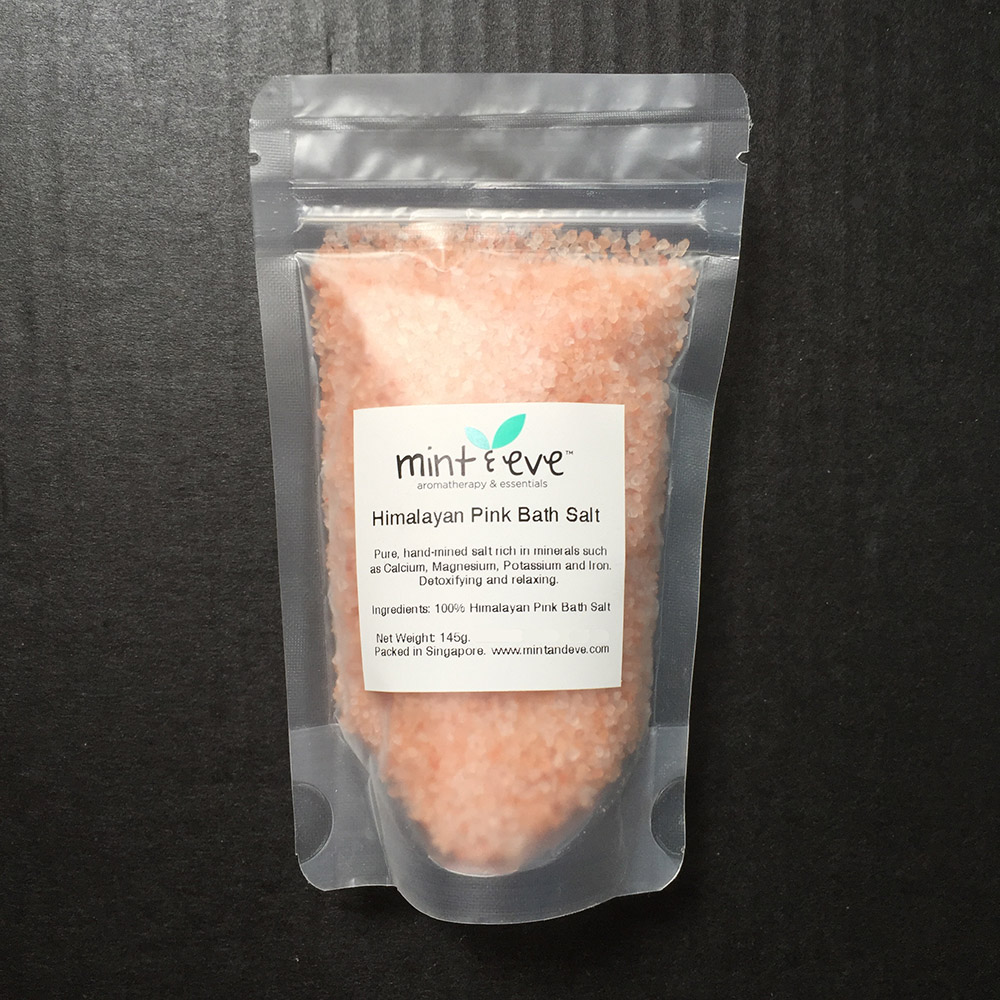 mint & eve™
aromatherapy & essentials
Himalayan Pink Bath Salt
Pure, hand-mined salt rich in minerals such
as Calcium, Magnesium, Potassium and Iron.
Detoxifying and relaxing.
Ingredients: 100% Himalayan Pink Bath Salt
Net Weight: 145g.
Packed in Singapore. www.mintandeve.com